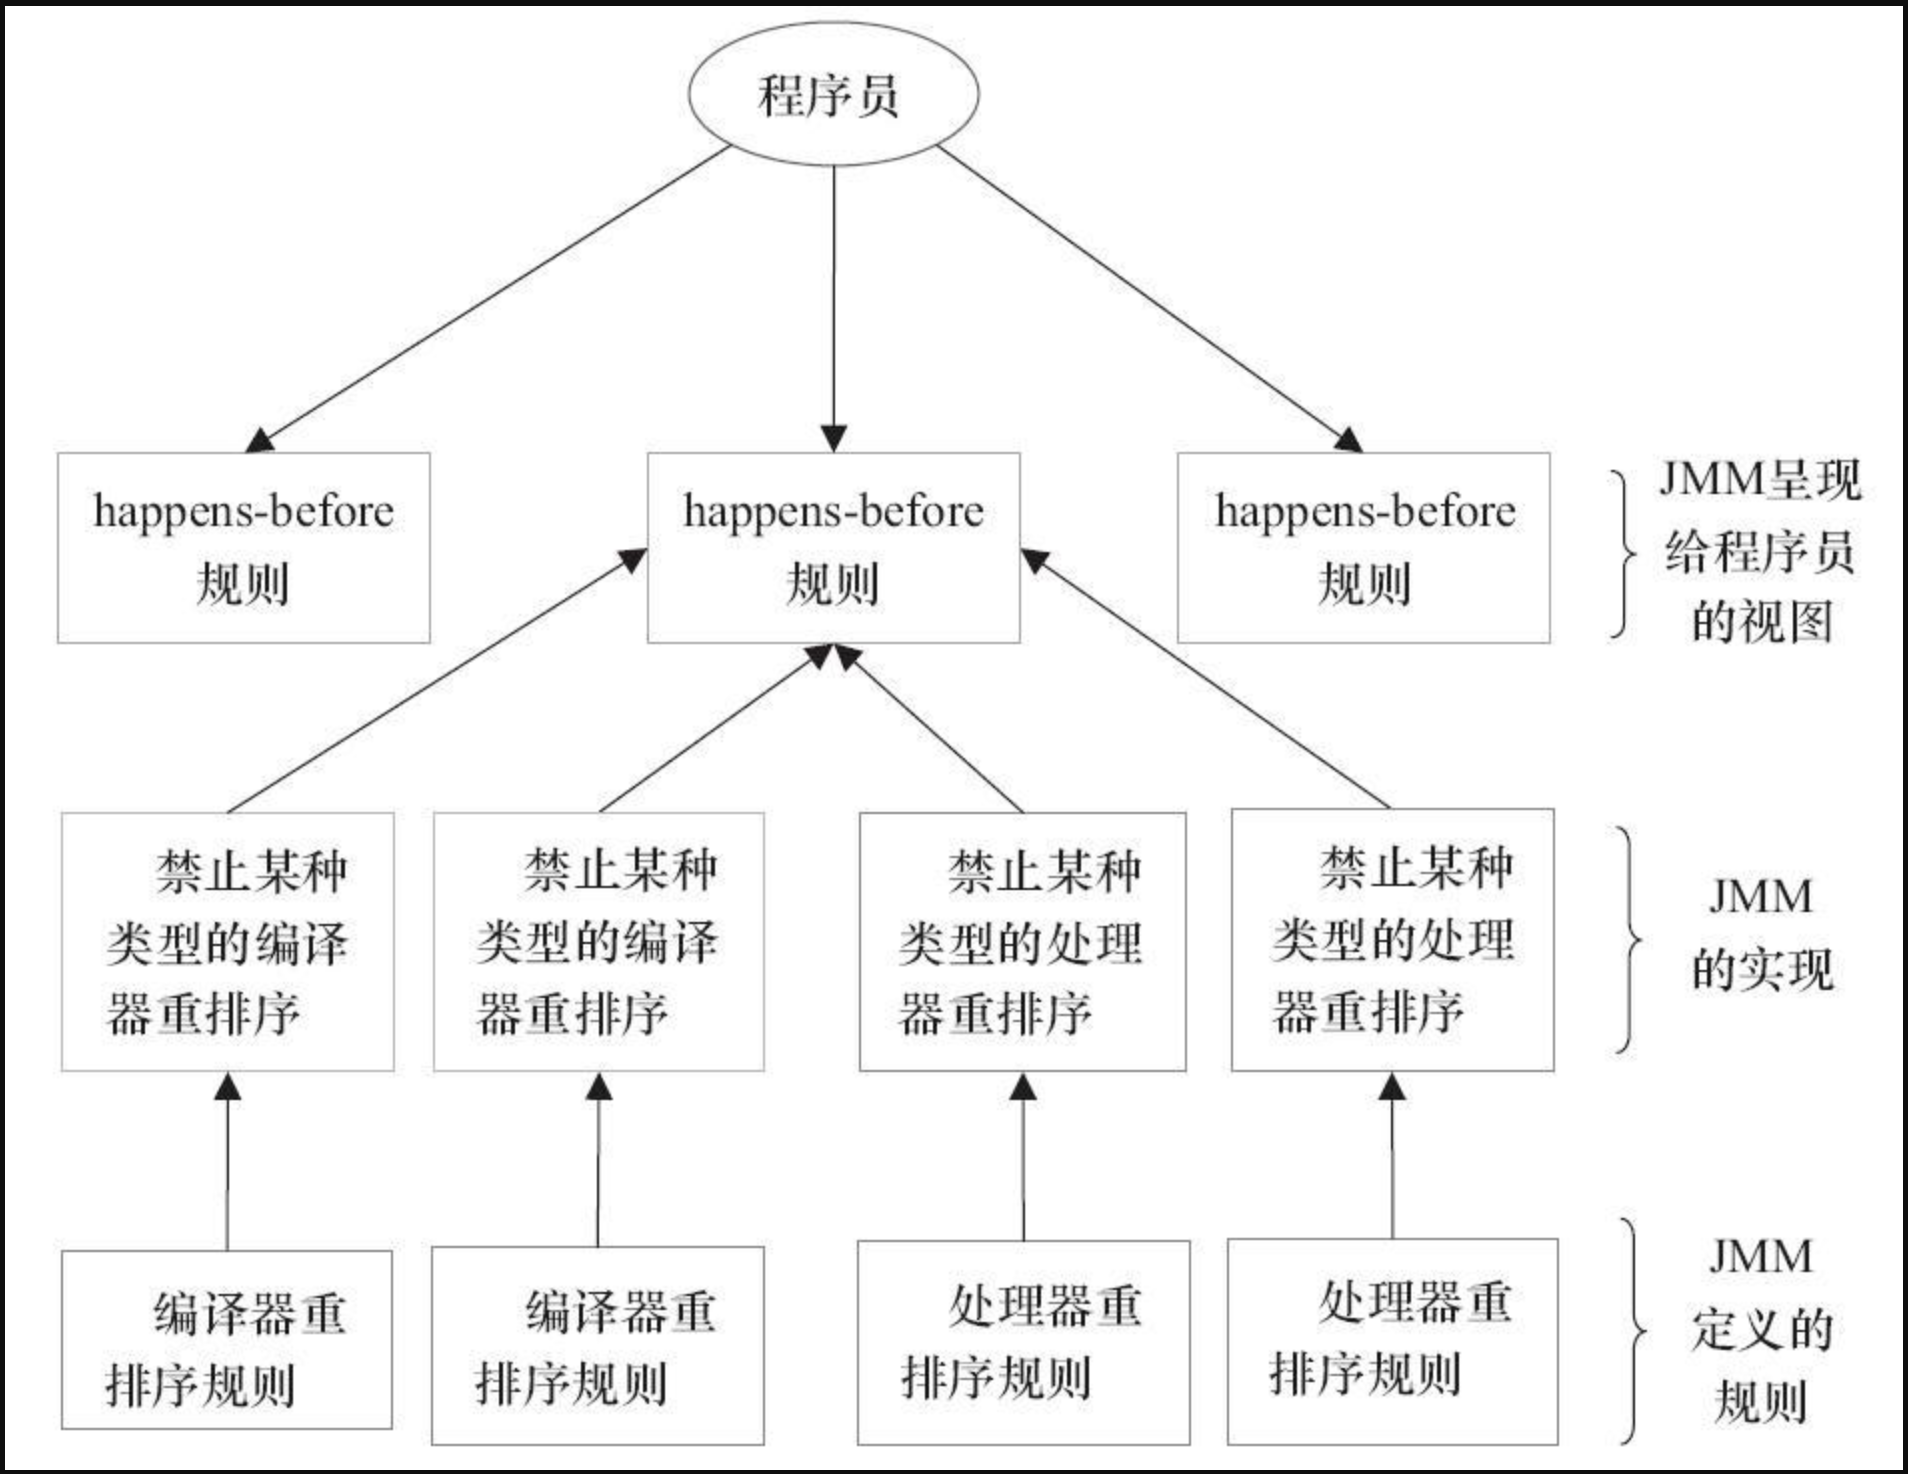 程序员
happens-before
规则
happens-before
规则
happens-before
规则
JMM呈现
给程序员
的视图
禁止某种
类型的编译
器重排序
禁止某种
类型的编译
器重排序
禁止某种
类型的处理
器重排序
禁止某种
类型的处理
器重排序
JMM
的实现
编译器重
排序规则
编译器重
排序规则
处理器重
排序规则
处理器重
排序规则
JMM
定义的
规则